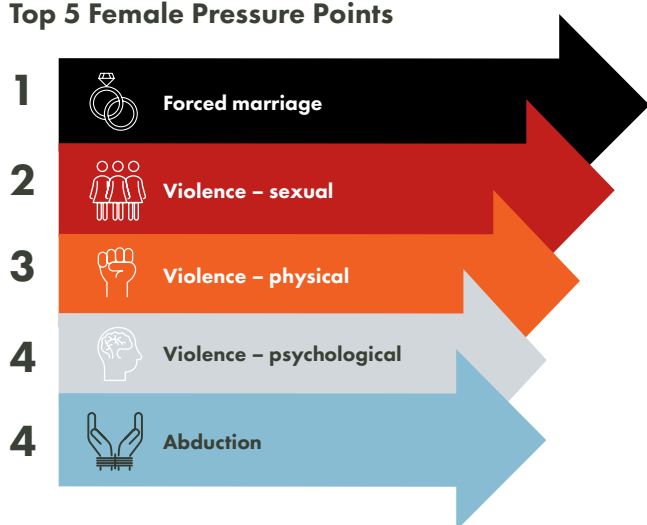 Top 5 Female Pressure Points
1 Forced marriage
2 Violence – sexual
3 Violence – physical
4 Violence – psychological
4 Abduction